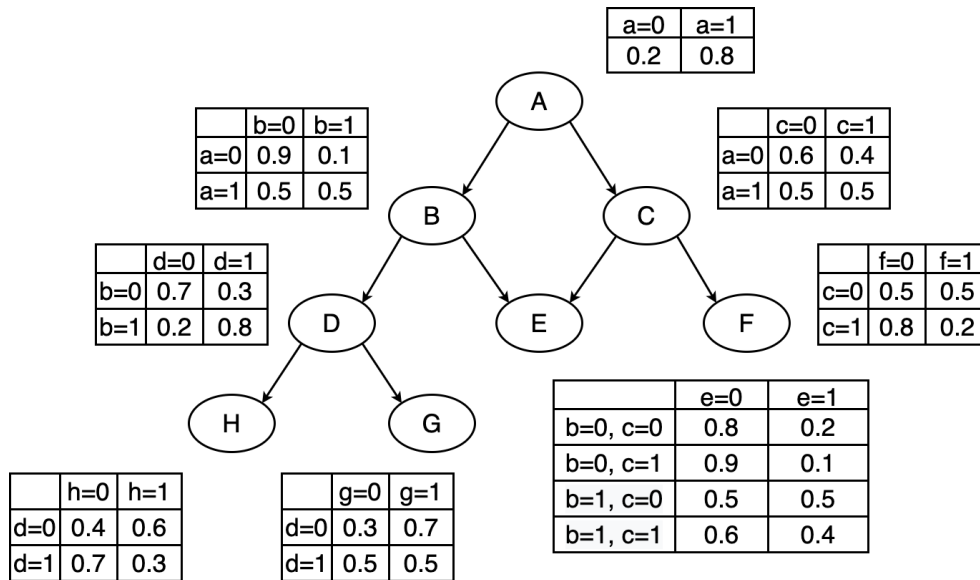 a=0 a=1
0.2 0.8
A
b=0 b=1
a=0 0.9 0.1
a=1 0.5 0.5
c=0 c=1
a=0 0.6 0.4
a=1 0.5 0.5
B
C
d=0 d=1
b=0 0.7 0.3
b=1 0.2 0.8
f=0 f=1
c=0 0.5 0.5
c=1 0.8 0.2
D
E
F
e=0 e=1
b=0, c=0 0.8 0.2
b=0, c=1 0.9 0.1
b=1, c=0 0.5 0.5
b=1, c=1 0.6 0.4
H
G
h=0 h=1
d=0 0.4 0.6
d=1 0.7 0.3
g=0 g=1
d=0 0.3 0.7
d=1 0.5 0.5